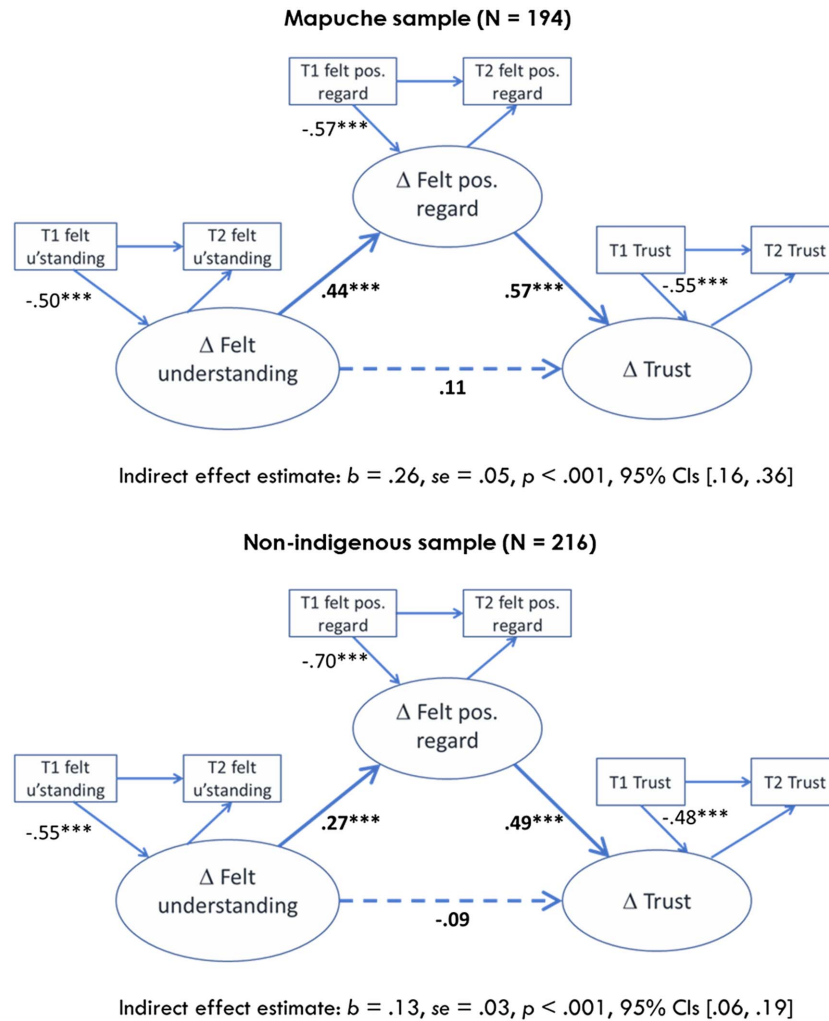 Mapuche sample (N = 194)
T1 felt pos.
regard
T2 felt pos.
regard
-.57***
Δ Felt pos.
regard
T1 felt
u'standing
T2 felt
u'standing
T1 Trust
T2 Trust
-.50***
.44***
.57***
-.55***
Δ Felt
understanding
Δ Trust
.11
Indirect effect estimate: b = .26, se = .05, p < .001, 95% CIs [.16, .36]
Non-indigenous sample (N = 216)
T1 felt pos.
regard
T2 felt pos.
regard
-.70***
Δ Felt pos.
regard
T1 felt
u'standing
T2 felt
u'standing
T1 Trust
T2 Trust
-.55***
.27***
.49***
-.48***
Δ Felt
understanding
Δ Trust
-.09
Indirect effect estimate: b = .13, se = .03, p < .001, 95% CIs [.06, .19]